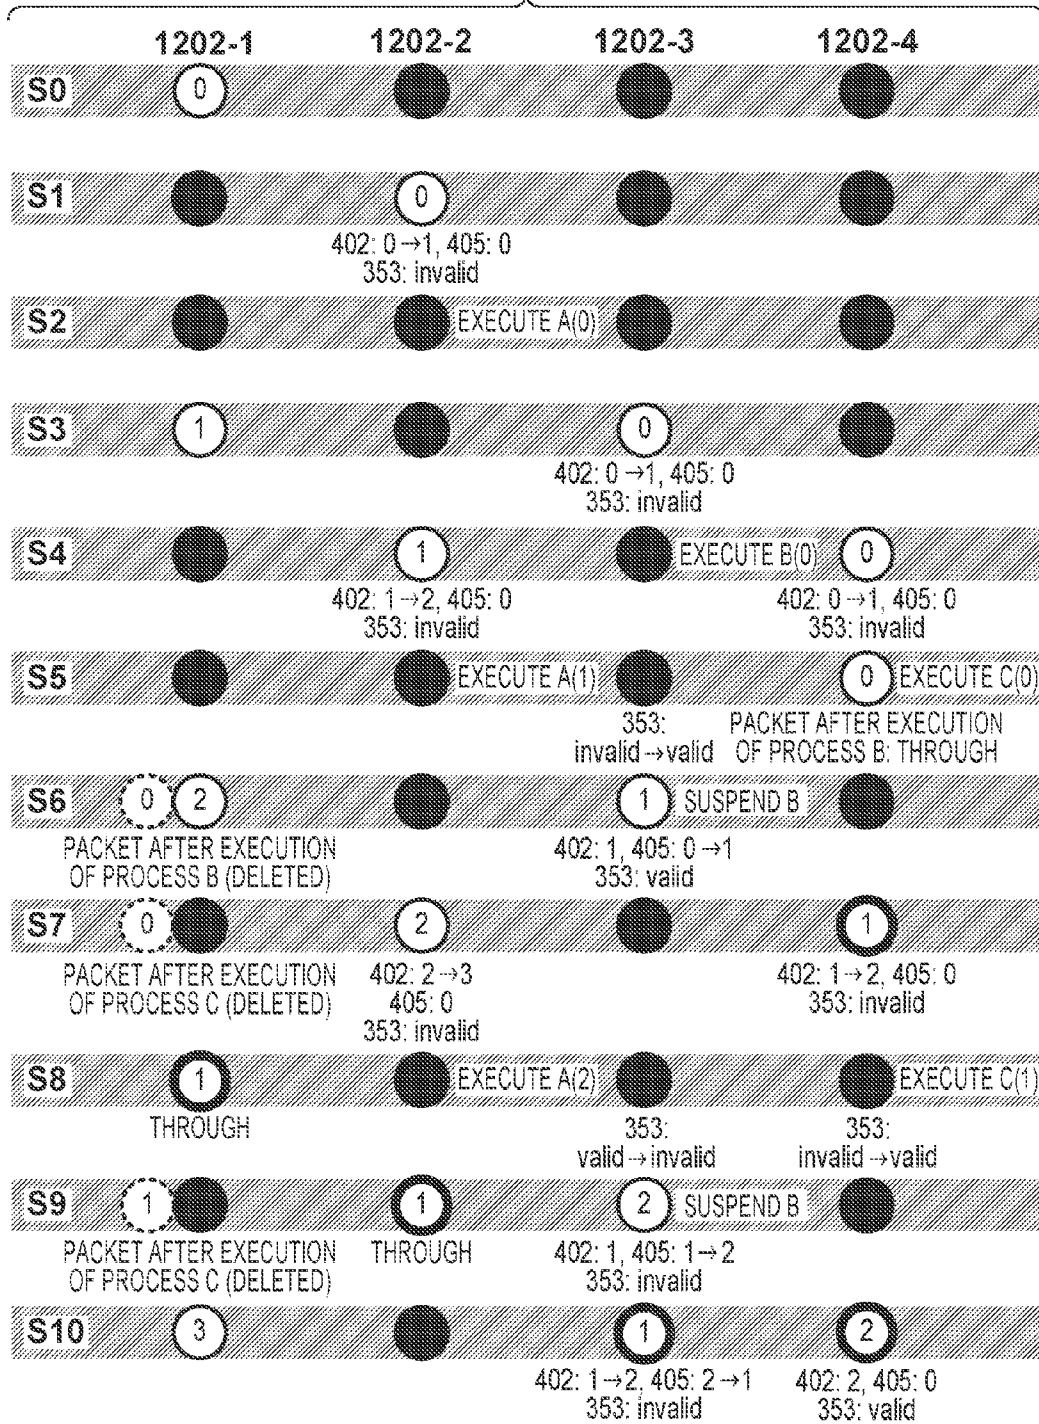 1202-1 1202-2 1202-3 1202-4
S0 0
S1 0
402: 0→1, 405: 0
353: invalid
S2 EXECUTE A(0)
S3 1 0
402: 0→1, 405: 0
353: invalid
S4 1 EXECUTE B(0) 0
402: 1→2, 405: 0 402: 0→1, 405: 0
353: invalid 353: invalid
S5 EXECUTE A(1) 0 EXECUTE C(0)
353: PACKET AFTER EXECUTION
invalid→valid OF PROCESS B: THROUGH
S6 0 2 1 SUSPEND B
PACKET AFTER EXECUTION 402: 1, 405: 0→1
OF PROCESS B (DELETED) 353: valid
S7 0 2 1
PACKET AFTER EXECUTION 402: 2→3 402: 1→2, 405: 0
OF PROCESS C (DELETED) 405: 0 353: invalid
353: invalid
S8 1 EXECUTE A(2) EXECUTE C(1)
THROUGH 353: 353:
valid→invalid invalid→valid
S9 1 1 2 SUSPEND B
PACKET AFTER EXECUTION THROUGH 402: 1, 405: 1→2
OF PROCESS C (DELETED) 353: invalid
S10 3 1 2
402: 1→2, 405: 2→1 402: 2, 405: 0
353: invalid 353: valid